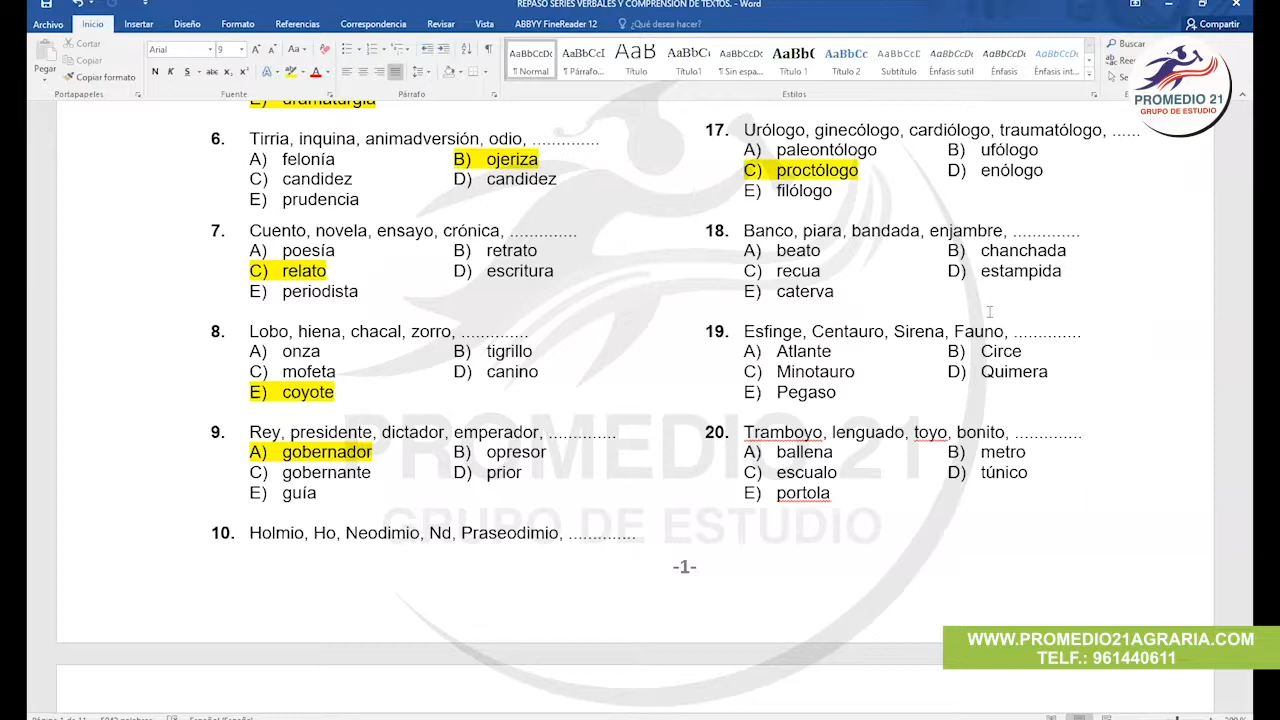 REPASO SERIES VERBALES Y COMPRENSIÓN DE TEXTOS. - Word
Archivo Inicio Insertar Diseño Formato Referencias Correspondencia Revisar Vista ABBYY FineReader 12 ¿Qué desea hacer? Compartir
Cortar
Copiar
Copiar formato
Pegar
Arial 9
N K S abc x₂ x²
AaBbCcDc AaBbCcI AaB AaBbC AaBbCcDc AaBb( AaBbCc AaBbCcD AaBbCcDc AaBbCcDc AaBbCcDc
¶ Normal ¶ Párrafo... Título Título1 ¶ Sin espa... Título 1 Título 2 Subtítulo Énfasis sutil Énfasis Énfasis int...
Buscar
Portapapeles Fuente Párrafo Estilos
PROMEDIO 21
GRUPO DE ESTUDIO
E) dramaturgia
6. Tirria, inquina, animadversión, odio, ..............
A) felonía B) ojeriza
C) candidez D) candidez
E) prudencia
7. Cuento, novela, ensayo, crónica, ..............
A) poesía B) retrato
C) relato D) escritura
E) periodista
8. Lobo, hiena, chacal, zorro, ..............
A) onza B) tigrillo
C) mofeta D) canino
E) coyote
9. Rey, presidente, dictador, emperador, ..............
A) gobernador B) opresor
C) gobernante D) prior
E) guía
10. Holmio, Ho, Neodimio, Nd, Praseodimio, ..............
17. Urólogo, ginecólogo, cardiólogo, traumatólogo, ......
A) paleontólogo B) ufólogo
C) proctólogo D) enólogo
E) filólogo
18. Banco, piara, bandada, enjambre, ..............
A) beato B) chanchada
C) recua D) estampida
E) caterva
19. Esfinge, Centauro, Sirena, Fauno, ..............
A) Atlante B) Circe
C) Minotauro D) Quimera
E) Pegaso
20. Tramboyo, lenguado, toyo, bonito, ..............
A) ballena B) metro
C) escualo D) túnico
E) portola
PROMEDIO 21
GRUPO DE ESTUDIO
-1-
WWW.PROMEDIO21AGRARIA.COM
TELF.: 961440611